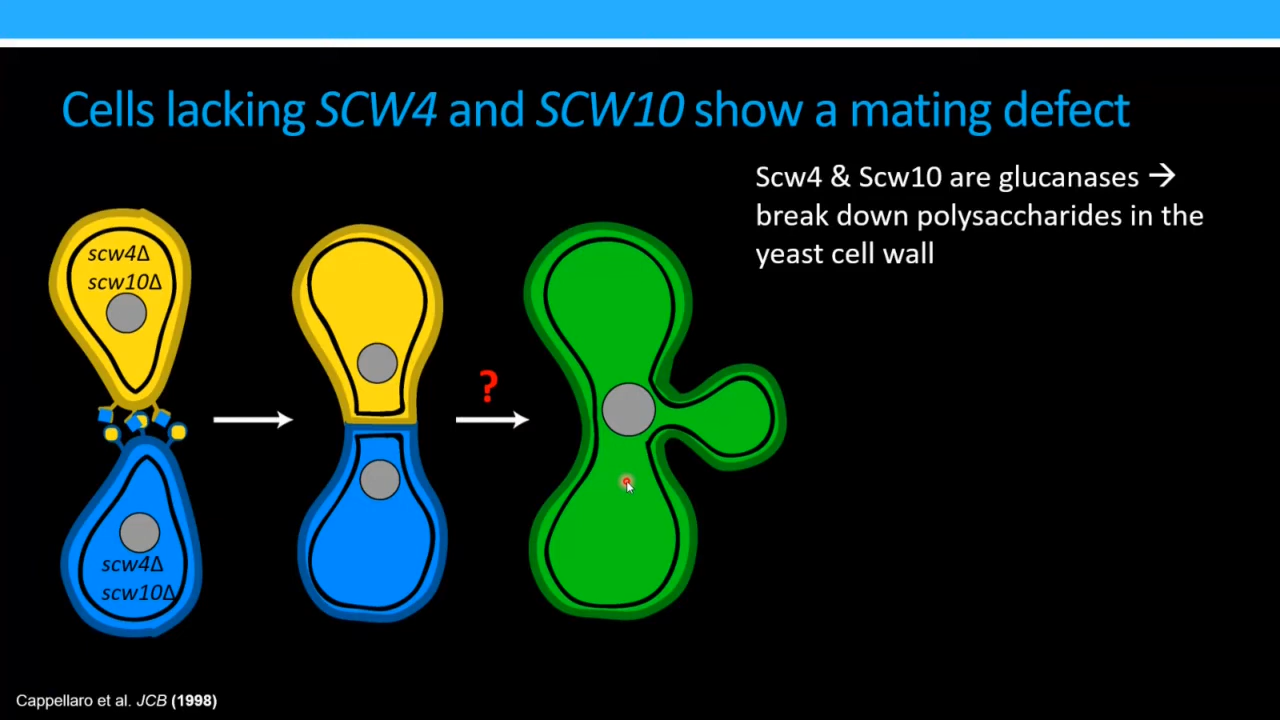 Cells lacking SCW4 and SCW10 show a mating defect
Scw4 & Scw10 are glucanases →
break down polysaccharides in the
yeast cell wall
scw4Δ
scw10Δ
?
scw4Δ
scw10Δ
Cappellaro et al. JCB (1998)